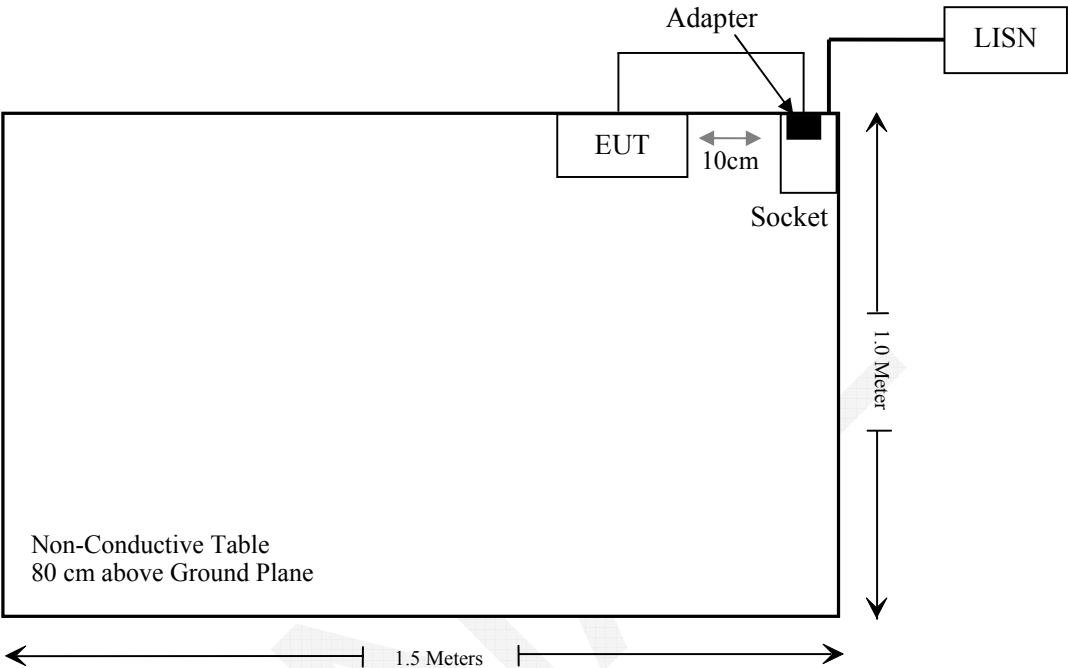 Adapter
LISN
EUT
10cm
Socket
1.0 Meter
Non-Conductive Table
80 cm above Ground Plane
1.5 Meters